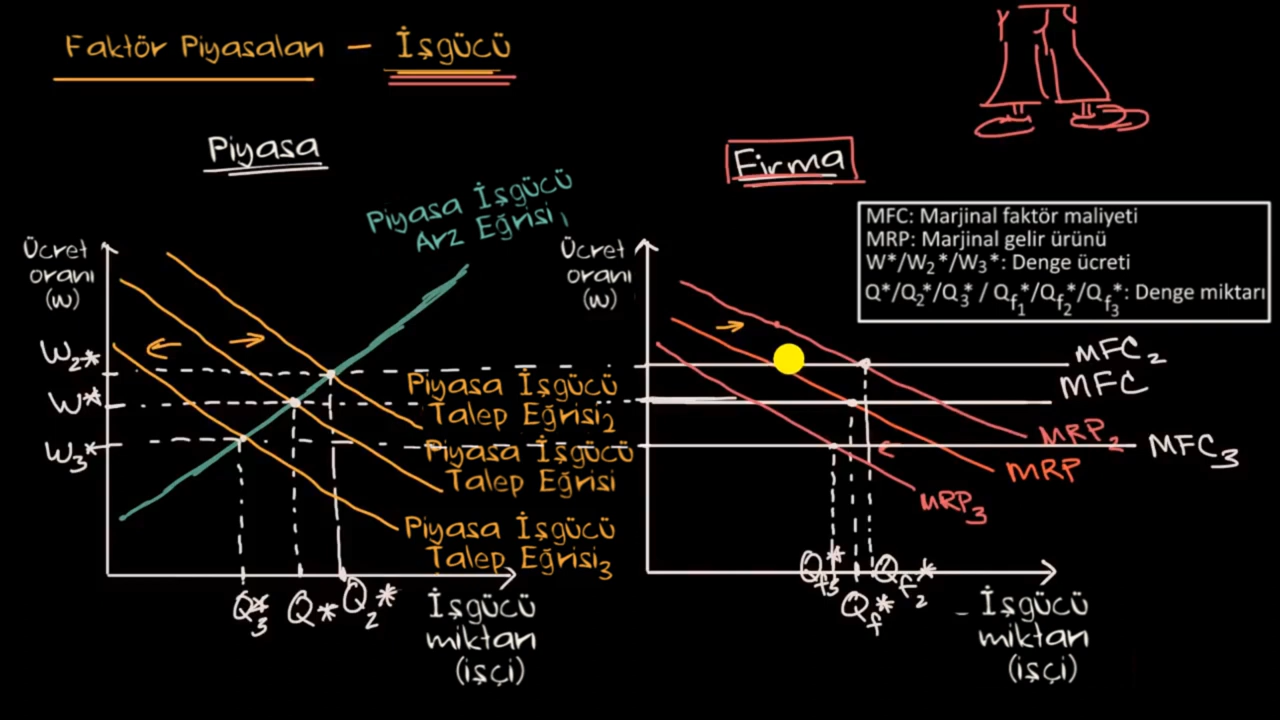 Faktör Piyasaları - İşgücü
Piyasa
Firma
Piyasa İşgücü
Arz Eğrisi₁
MFC: Marjinal faktör maliyeti
MRP: Marjinal gelir ürünü
W*/W₂*/W₃*: Denge ücreti
Q*/Q₂*/Q₃* / Qf₁*/Qf₂*/Qf₃*: Denge miktarı
Ücret
oranı
(w)
W₂*
W*
W₃*
Piyasa İşgücü
Talep Eğrisi₂
Piyasa İşgücü
Talep Eğrisi
Piyasa İşgücü
Talep Eğrisi₃
Q₃*
Q*
Q₂*
İşgücü
miktarı
(işçi)
Ücret
oranı
(w)
MFC₂
MFC
MFC₃
MRP₂
MRP
MRP₃
Qf₃*
Qf*
Qf₂*
İşgücü
miktarı
(işçi)